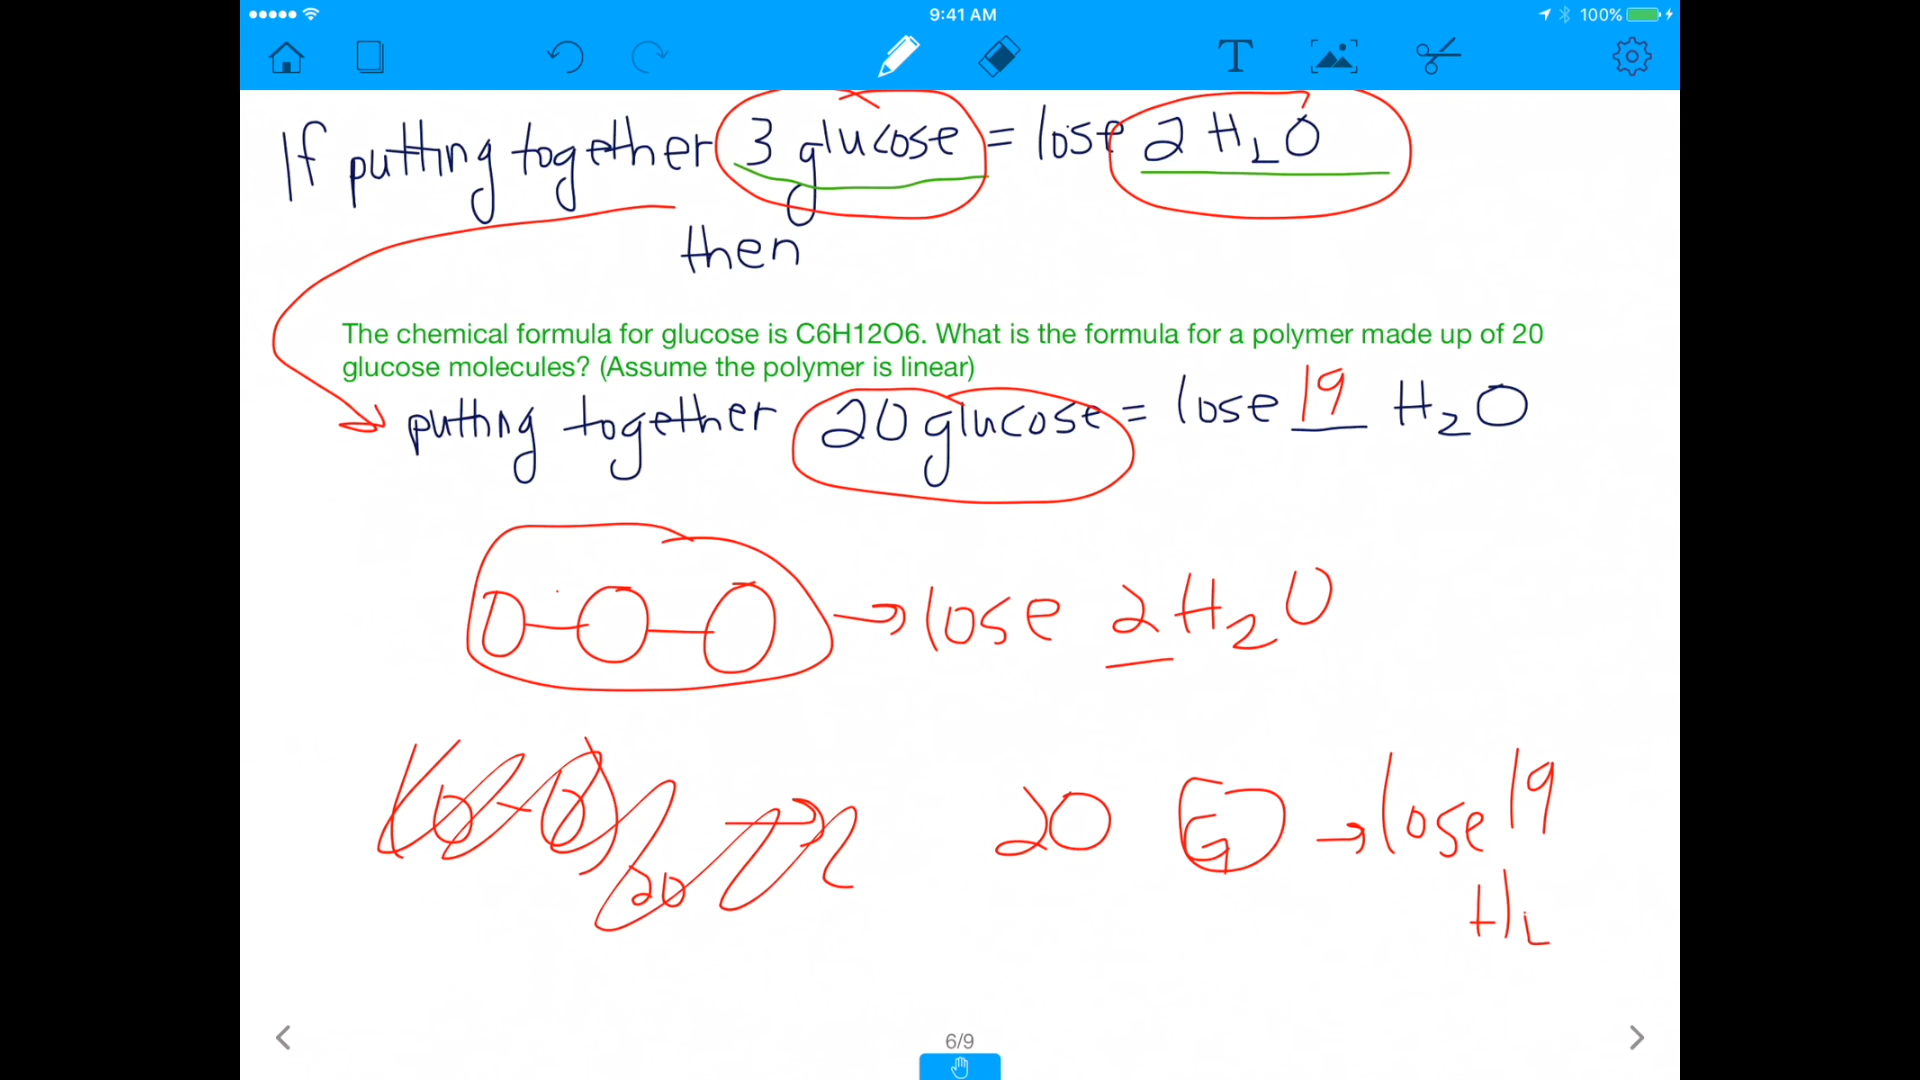 9:41 AM
100%
T
If putting together 3 glucose = lose 2 H2O
then
The chemical formula for glucose is C6H12O6. What is the formula for a polymer made up of 20
glucose molecules? (Assume the polymer is linear)
putting together 20 glucose = lose 19 H2O
O-O-O → lose 2 H2O
20 G → lose 19
H2
20
6/9